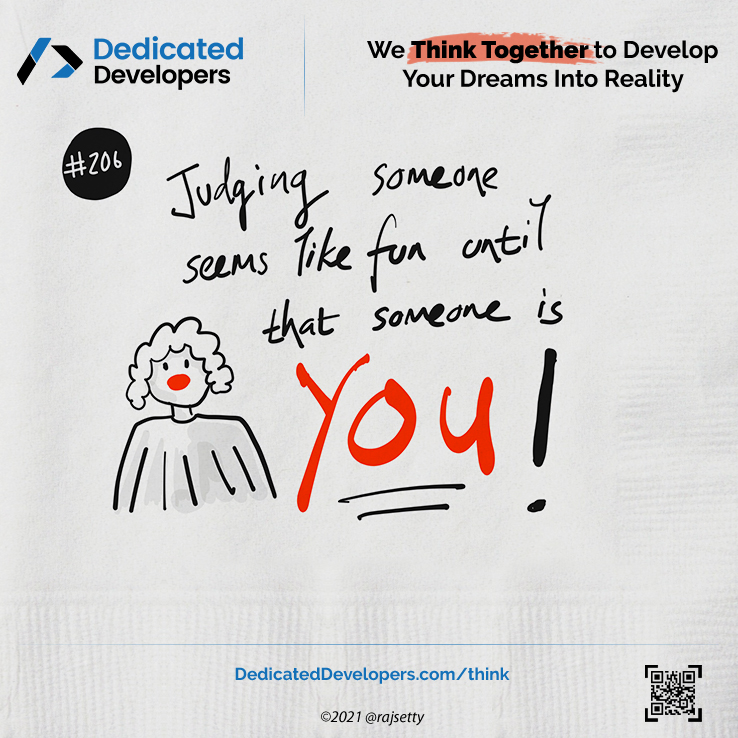 Dedicated
Developers
We Think Together to Develop
Your Dreams Into Reality
#206
Judging someone
seems like fun until
that someone is
you!
DedicatedDevelopers.com/think
©2021 @rajsetty